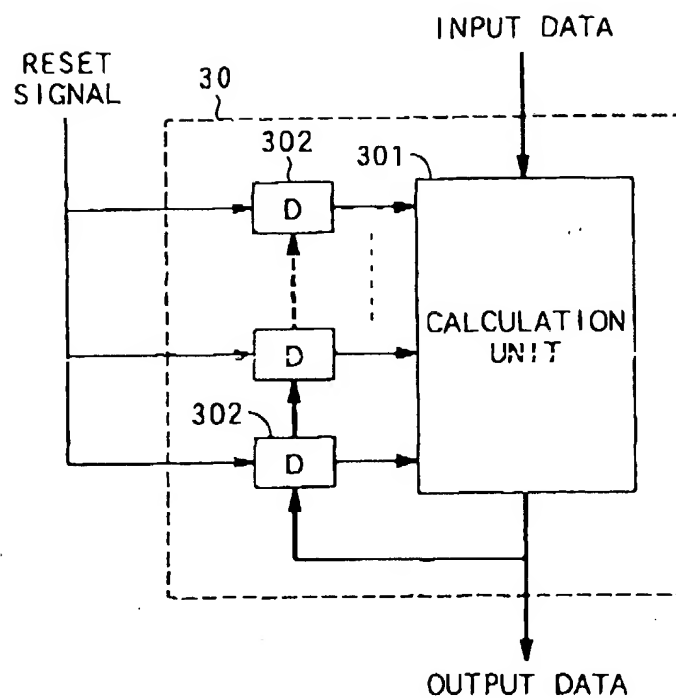 INPUT DATA
RESET
SIGNAL
30
302
301
D
CALCULATION
UNIT
D
302
D
OUTPUT DATA